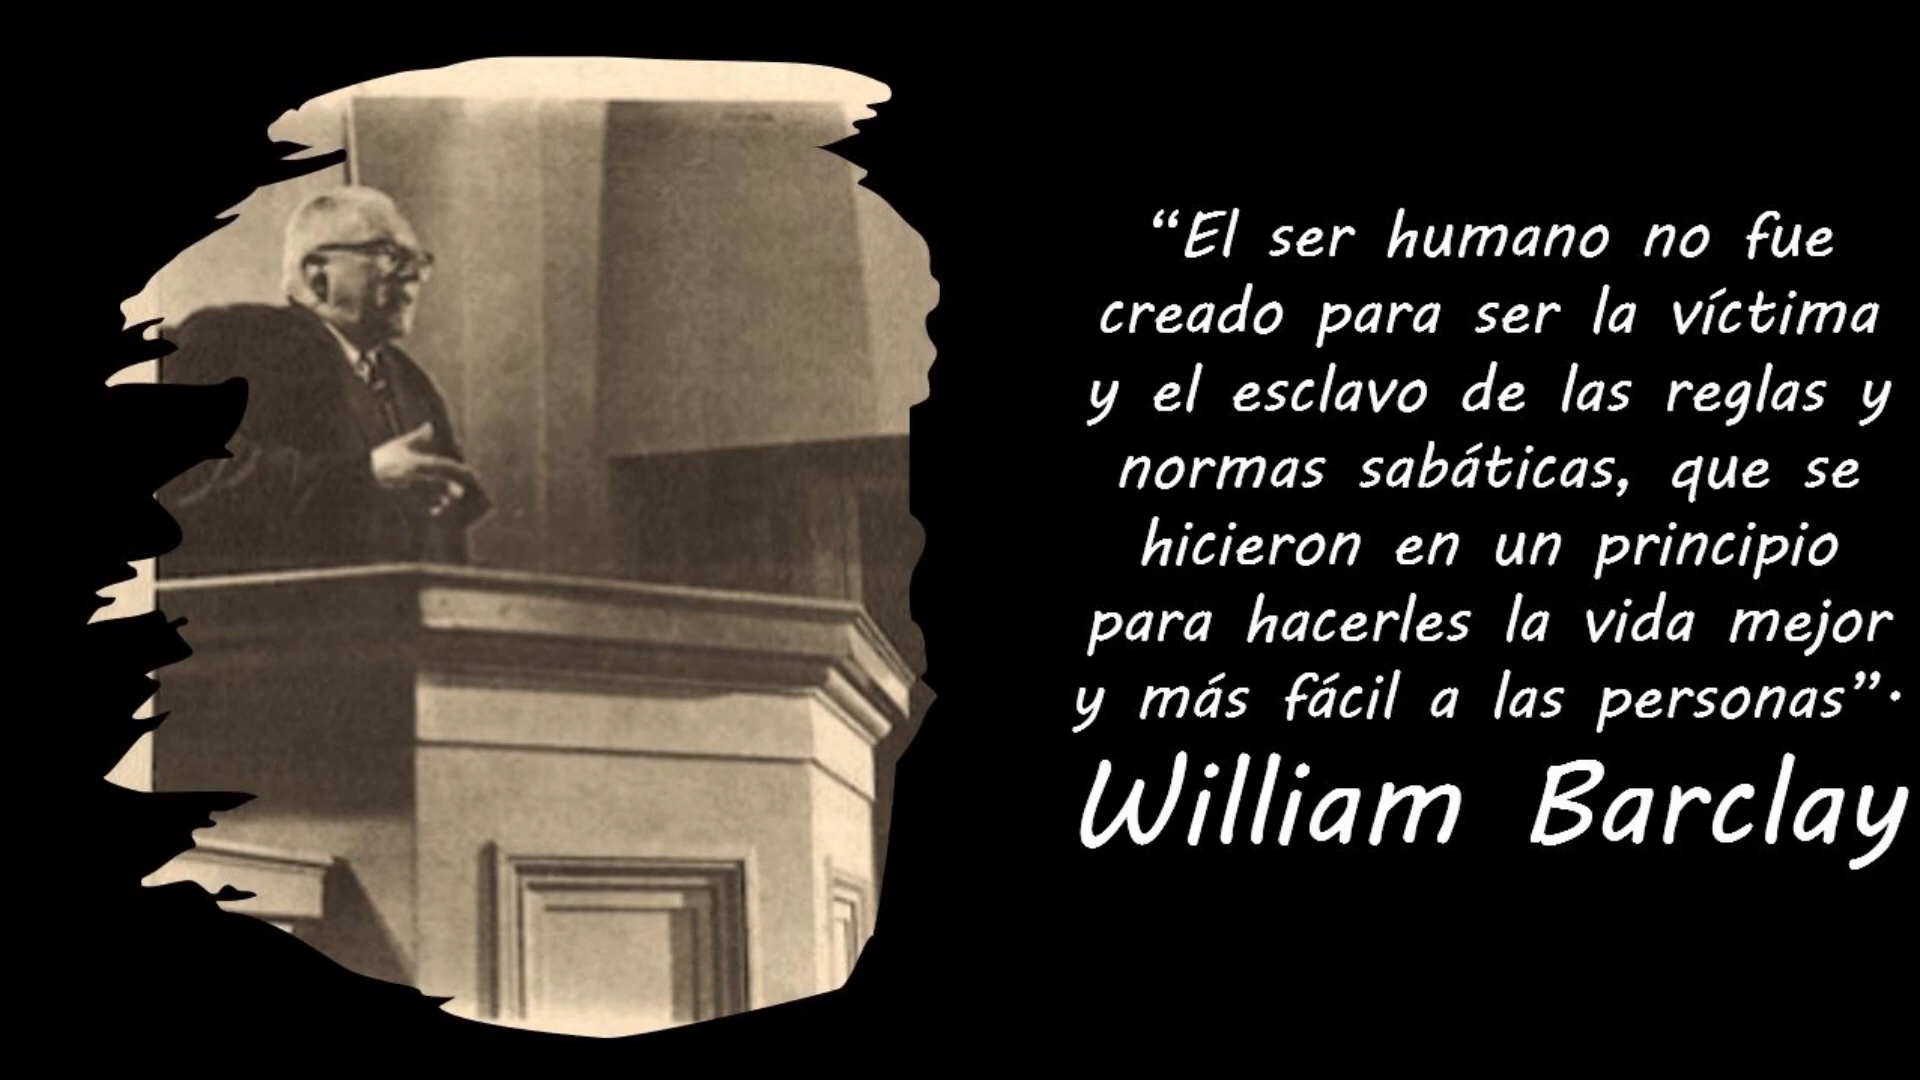 “El ser humano no fue
creado para ser la víctima
y el esclavo de las reglas y
normas sabáticas, que se
hicieron en un principio
para hacerles la vida mejor
y más fácil a las personas”.
William Barclay